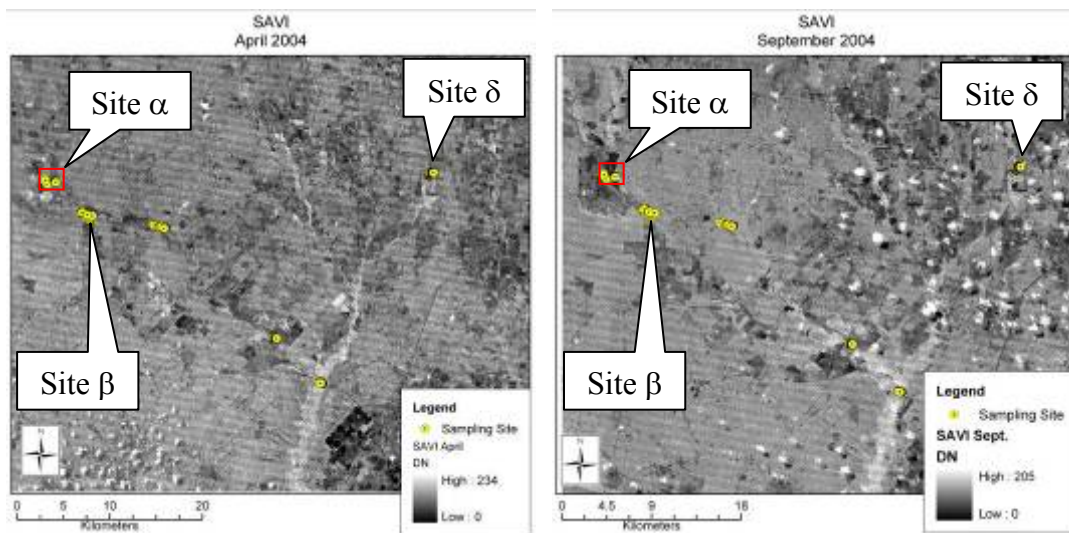 SAVI
April 2004
Site α
Site δ
Site β
Legend
Sampling Site
SAVI April
DN
High : 234
Low : 0
N
0 5 10 20
Kilometers
SAVI
September 2004
Site α
Site δ
Site β
Legend
Sampling Site
SAVI Sept.
DN
High : 205
Low : 0
N
0 4.5 9 18
Kilometers